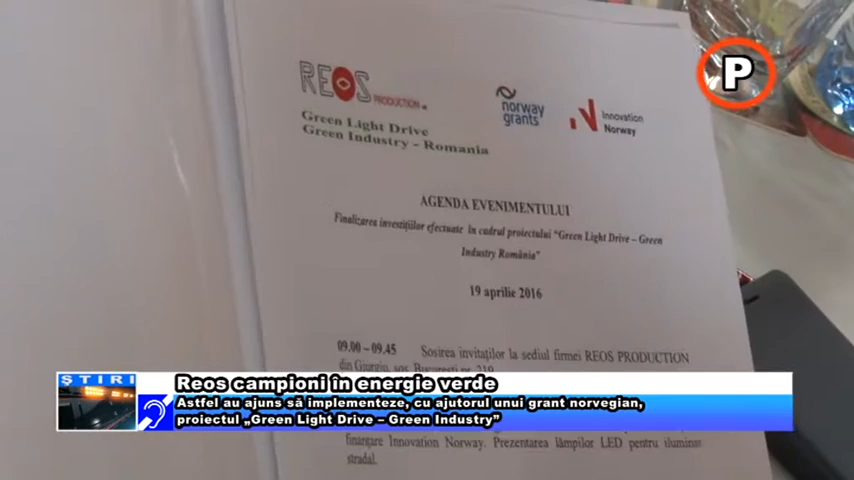 REOS
PRODUCTION
norway
grants
Innovation
Norway
Green Light Drive
Green Industry - Romania
P
AGENDA EVENIMENTULUI
Finalizarea investițiilor efectuate în cadrul proiectului "Green Light Drive – Green
Industry România"
19 aprilie 2016
09.00 – 09.45 Sosirea invitaților la sediul firmei REOS PRODUCTION
din Giurgiu, șos. București nr. 219
ȘTIRI
Reos campioni în energie verde
Astfel au ajuns să implementeze, cu ajutorul unui grant norvegian,
proiectul „Green Light Drive – Green Industry”
finanțare Innovation Norway. Prezentarea lămpilor LED pentru iluminat
stradal.